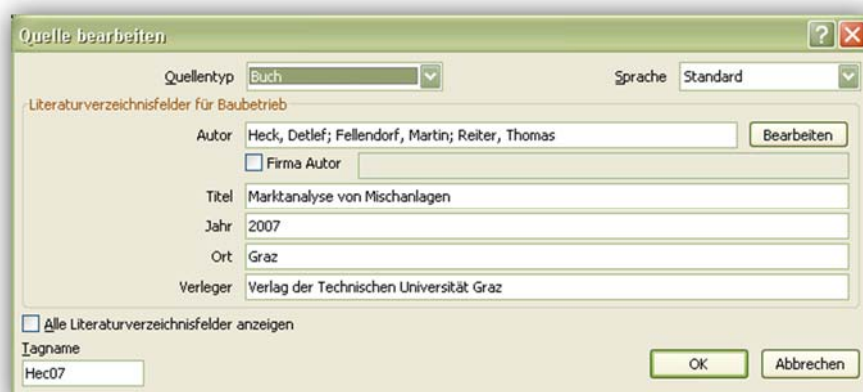 Quelle bearbeiten
Quellentyp Buch Sprache Standard
Literaturverzeichnisfelder für Baubetrieb
Autor Heck, Detlef; Fellendorf, Martin; Reiter, Thomas Bearbeiten
Firma Autor
Titel Marktanalyse von Mischanlagen
Jahr 2007
Ort Graz
Verleger Verlag der Technischen Universität Graz
Alle Literaturverzeichnisfelder anzeigen
Tagname
Hec07
OK Abbrechen